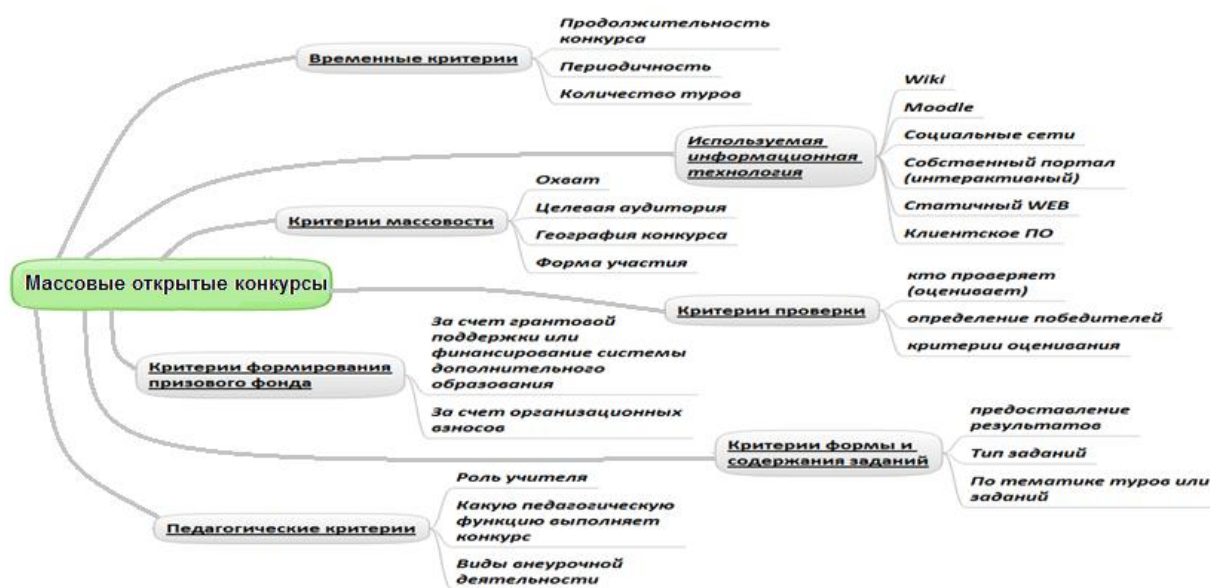 Массовые открытые конкурсы
Временные критерии
Продолжительность
конкурса
Периодичность
Количество туров
Используемая
информационная
технология
Wiki
Moodle
Социальные сети
Собственный портал
(интерактивный)
Статичный WEB
Клиентское ПО
Критерии массовости
Охват
Целевая аудитория
География конкурса
Форма участия
Критерии проверки
кто проверяет
(оценивает)
определение победителей
критерии оценивания
Критерии формирования
призового фонда
За счет грантовой
поддержки или
финансирование системы
дополнительного
образования
За счет организационных
взносов
Критерии формы и
содержания заданий
предоставление
результатов
Тип заданий
По тематике туров или
заданий
Педагогические критерии
Роль учителя
Какую педагогическую
функцию выполняет
конкурс
Виды внеурочной
деятельности